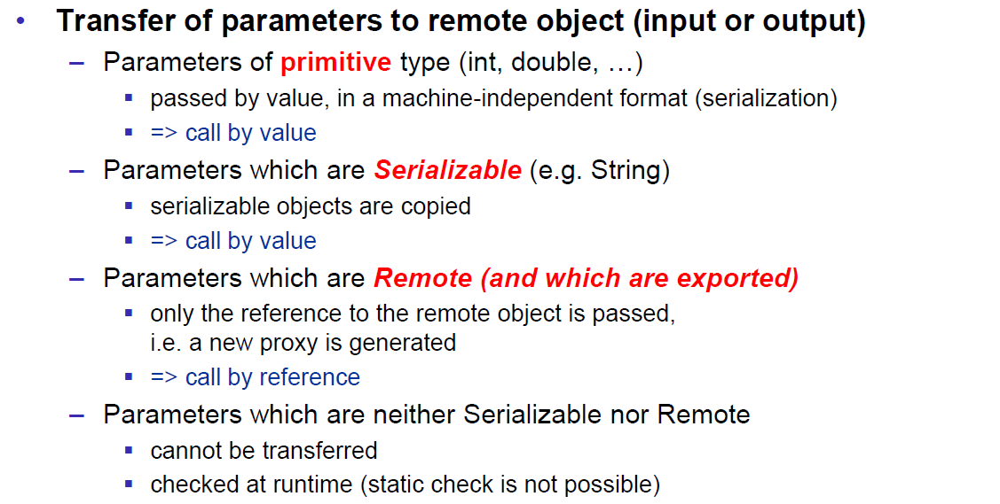 • Transfer of parameters to remote object (input or output)
– Parameters of primitive type (int, double, …)
▪ passed by value, in a machine-independent format (serialization)
▪ => call by value
– Parameters which are Serializable (e.g. String)
▪ serializable objects are copied
▪ => call by value
– Parameters which are Remote (and which are exported)
▪ only the reference to the remote object is passed,
i.e. a new proxy is generated
▪ => call by reference
– Parameters which are neither Serializable nor Remote
▪ cannot be transferred
▪ checked at runtime (static check is not possible)